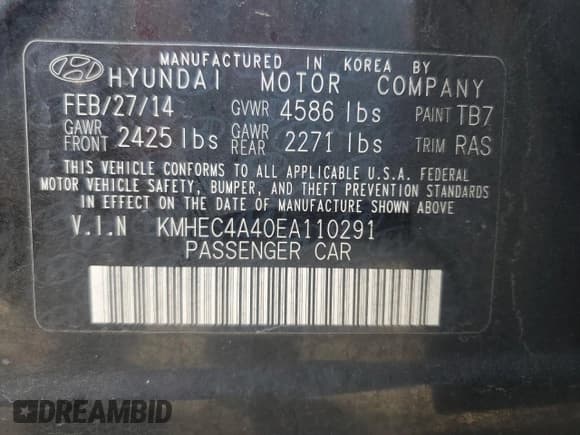 MANUFACTURED IN KOREA BY
HYUNDAI MOTOR COMPANY
FEB/27/14 GVWR 4586 lbs PAINT TB7
GAWR FRONT 2425 lbs GAWR REAR 2271 lbs TRIM RAS
THIS VEHICLE CONFORMS TO ALL APPLICABLE U.S.A. FEDERAL
MOTOR VEHICLE SAFETY, BUMPER, AND THEFT PREVENTION STANDARDS
IN EFFECT ON THE DATE OF MANUFACTURE SHOWN ABOVE
V.I.N KMHEC4A40EA110291
PASSENGER CAR
DREAMBID